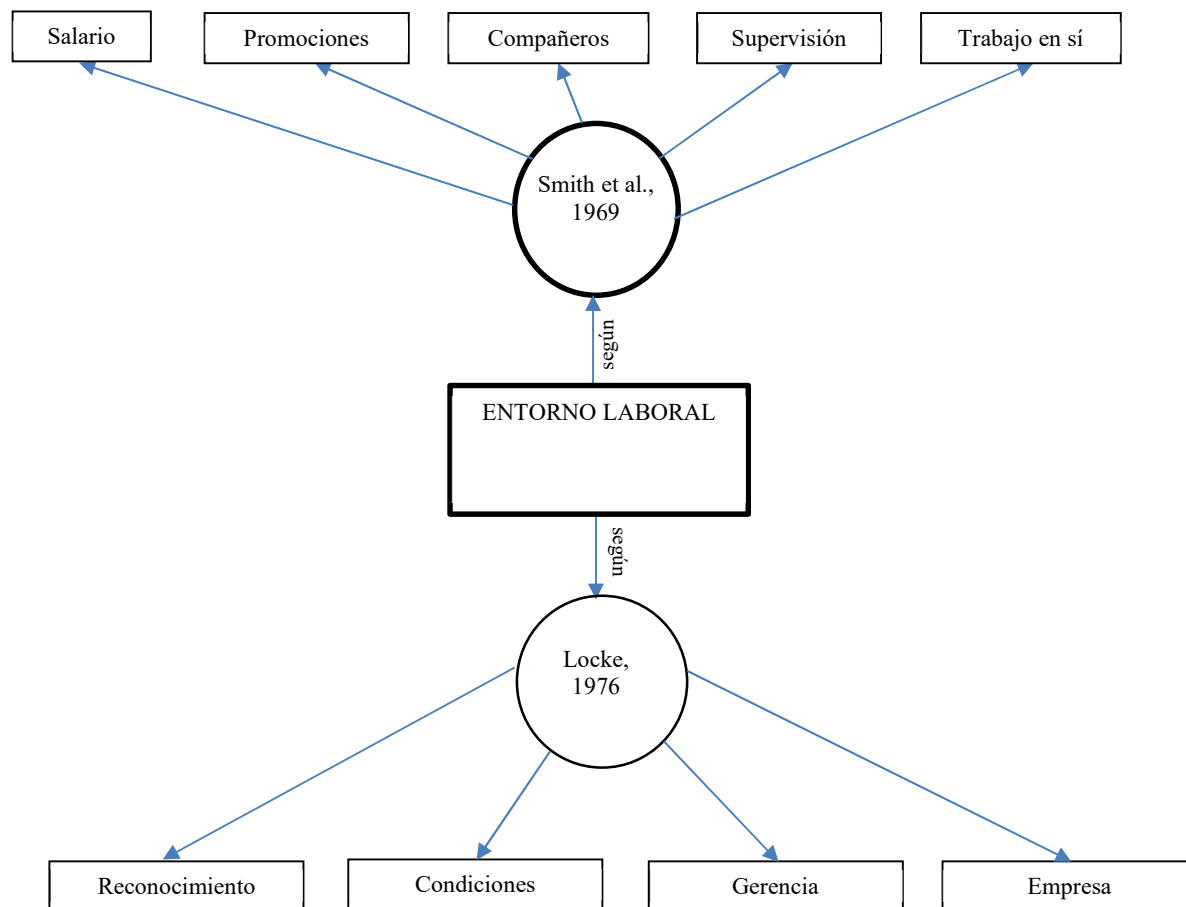 Salario
Promociones
Compañeros
Supervisión
Trabajo en sí
Smith et al.,
1969
según
ENTORNO LABORAL
según
Locke,
1976
Reconocimiento
Condiciones
Gerencia
Empresa